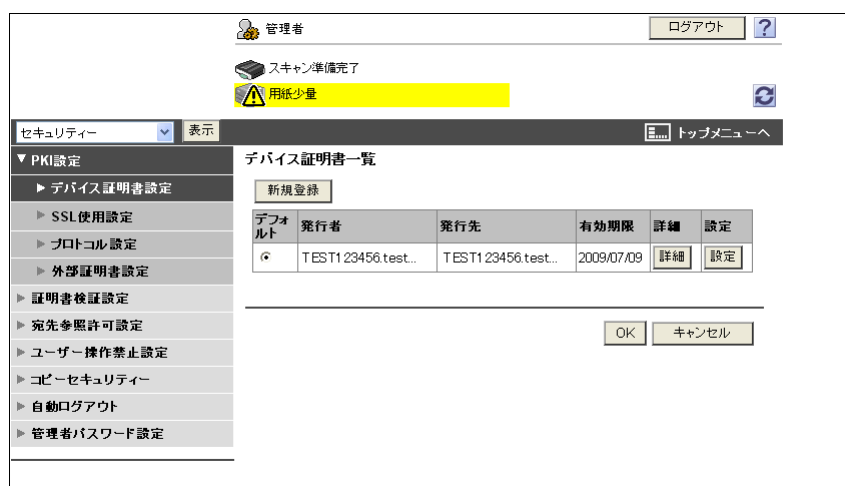 管理者
ログアウト
?
スキャン準備完了
用紙少量
セキュリティー
表示
トップメニューへ
▼PKI設定
▶デバイス証明書設定
▶SSL使用設定
▶プロトコル設定
▶外部証明書設定
▶証明書検証設定
▶宛先参照許可設定
▶ユーザー操作禁止設定
▶コピーセキュリティー
▶自動ログアウト
▶管理者パスワード設定
デバイス証明書一覧
新規登録
デフォルト 発行者 発行先 有効期限 詳細 設定
TEST123456.test... TEST123456.test... 2009/07/09 詳細 設定
OK キャンセル